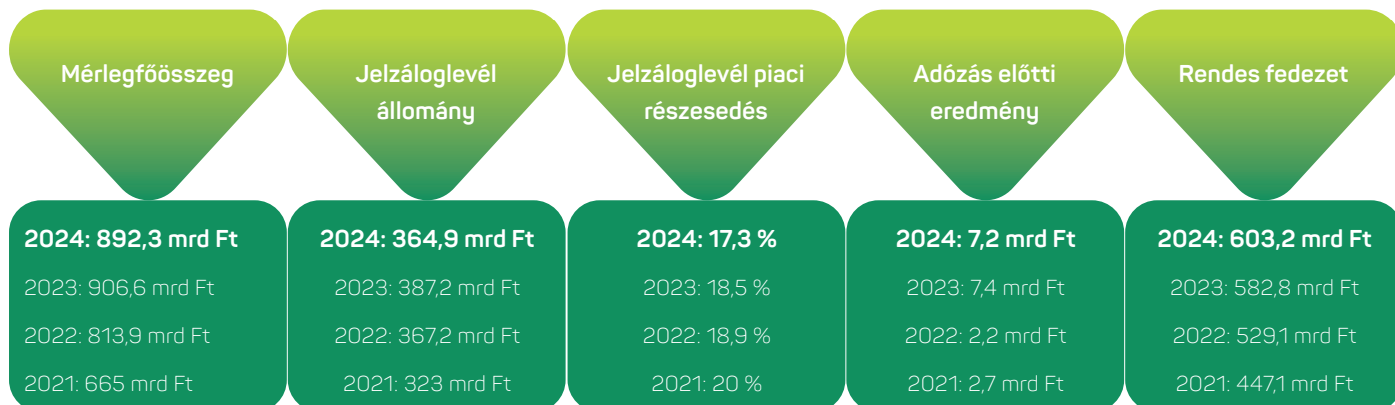 Mérlegfőösszeg
2024: 892,3 mrd Ft
2023: 906,6 mrd Ft
2022: 813,9 mrd Ft
2021: 665 mrd Ft
Jelzáloglevél
állomány
2024: 364,9 mrd Ft
2023: 387,2 mrd Ft
2022: 367,2 mrd Ft
2021: 323 mrd Ft
Jelzáloglevél piaci
részesedés
2024: 17,3 %
2023: 18,5 %
2022: 18,9 %
2021: 20 %
Adózás előtti
eredmény
2024: 7,2 mrd Ft
2023: 7,4 mrd Ft
2022: 2,2 mrd Ft
2021: 2,7 mrd Ft
Rendes fedezet
2024: 603,2 mrd Ft
2023: 582,8 mrd Ft
2022: 529,1 mrd Ft
2021: 447,1 mrd Ft